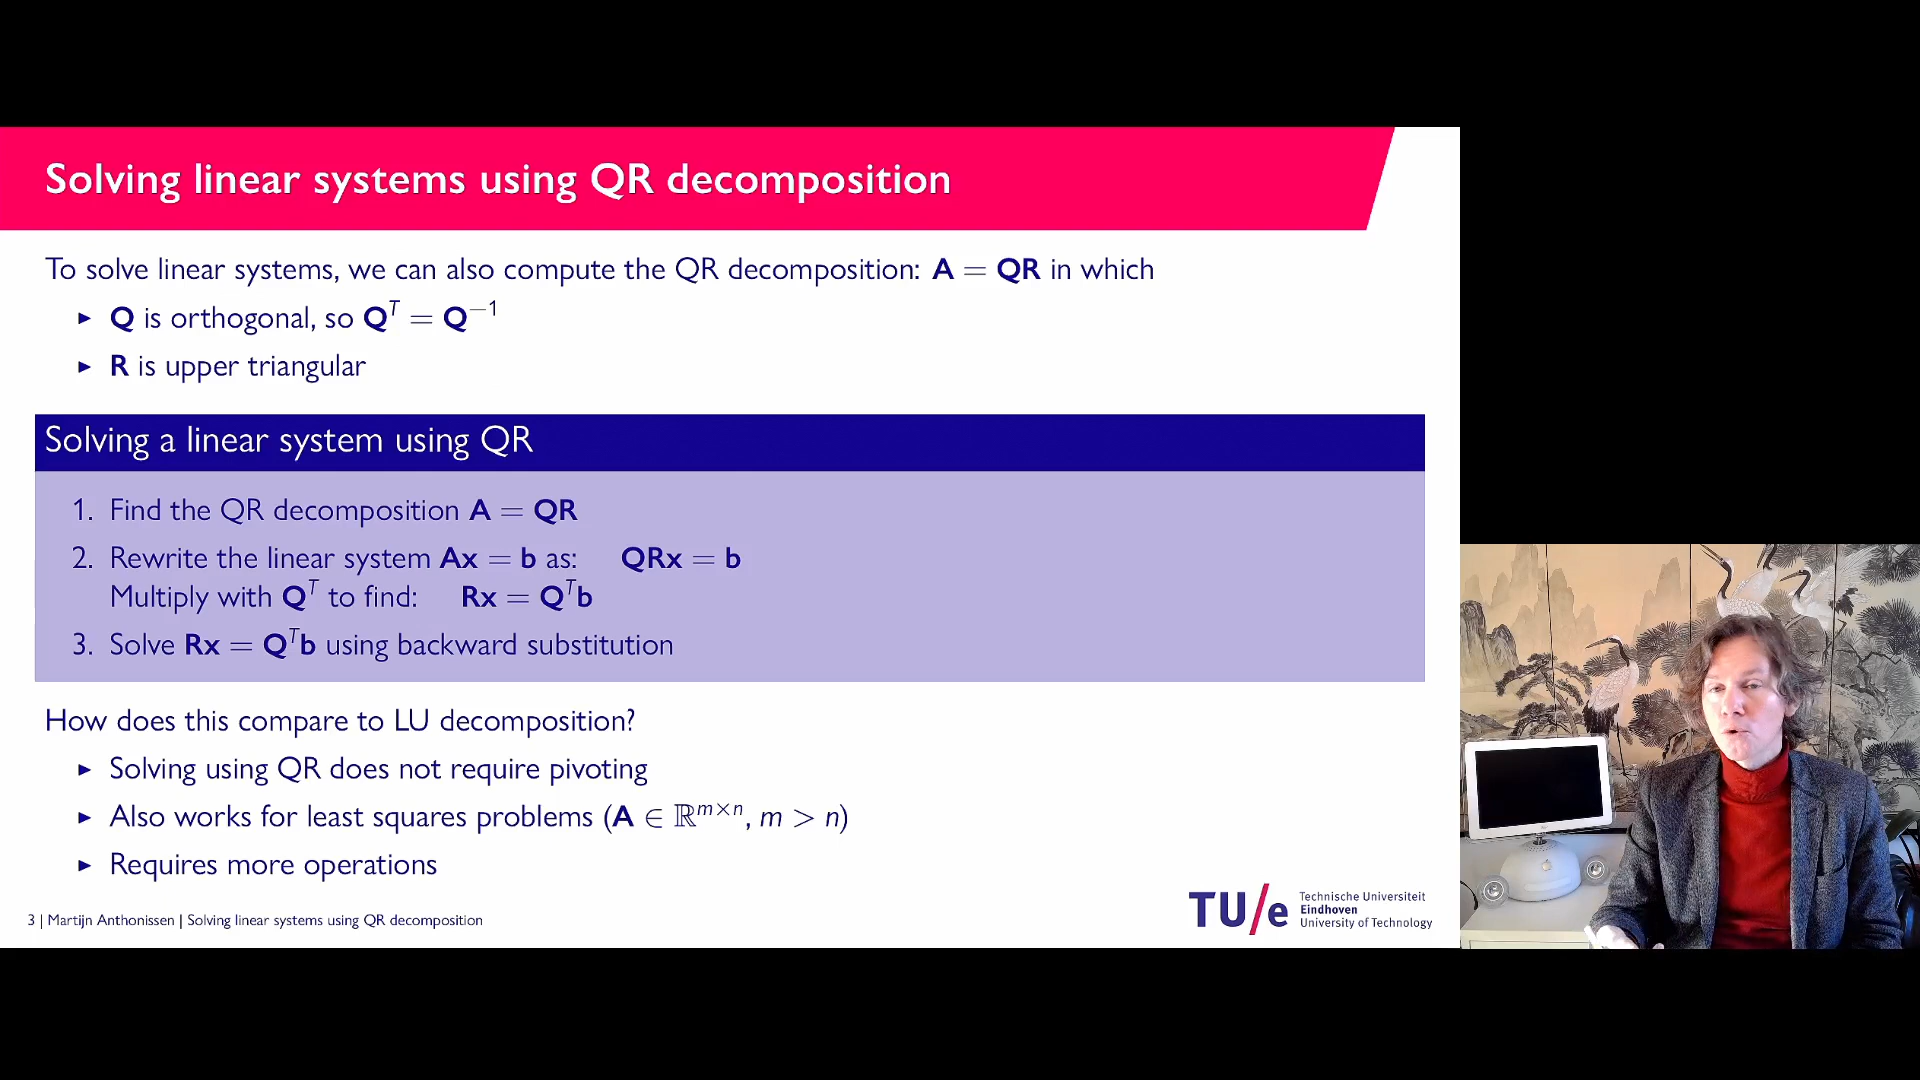 Solving linear systems using QR decomposition
To solve linear systems, we can also compute the QR decomposition: A = QR in which
▸ Q is orthogonal, so Qᵀ = Q⁻¹
▸ R is upper triangular
Solving a linear system using QR
1. Find the QR decomposition A = QR
2. Rewrite the linear system Ax = b as: QRx = b
Multiply with Qᵀ to find: Rx = Qᵀb
3. Solve Rx = Qᵀb using backward substitution
How does this compare to LU decomposition?
▸ Solving using QR does not require pivoting
▸ Also works for least squares problems (A ∈ ℝᵐˣⁿ, m > n)
▸ Requires more operations
3 | Martijn Anthonissen | Solving linear systems using QR decomposition
TU/e
Technische Universiteit
Eindhoven
University of Technology